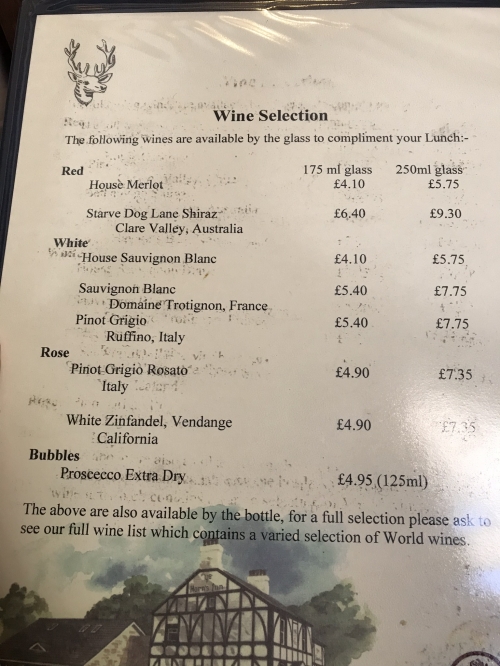 Wine Selection
The following wines are available by the glass to compliment your Lunch:-
Red 175 ml glass 250ml glass
House Merlot £4.10 £5.75
Starve Dog Lane Shiraz £6.40 £9.30
Clare Valley, Australia
White
House Sauvignon Blanc £4.10 £5.75
Sauvignon Blanc £5.40 £7.75
Domaine Trotignon, France
Pinot Grigio £5.40 £7.75
Ruffino, Italy
Rose
Pinot Grigio Rosato £4.90 £7.35
Italy
White Zinfandel, Vendange £4.90 £7.35
California
Bubbles
Proscecco Extra Dry £4.95 (125ml)
The above are also available by the bottle, for a full selection please ask to
see our full wine list which contains a varied selection of World wines.